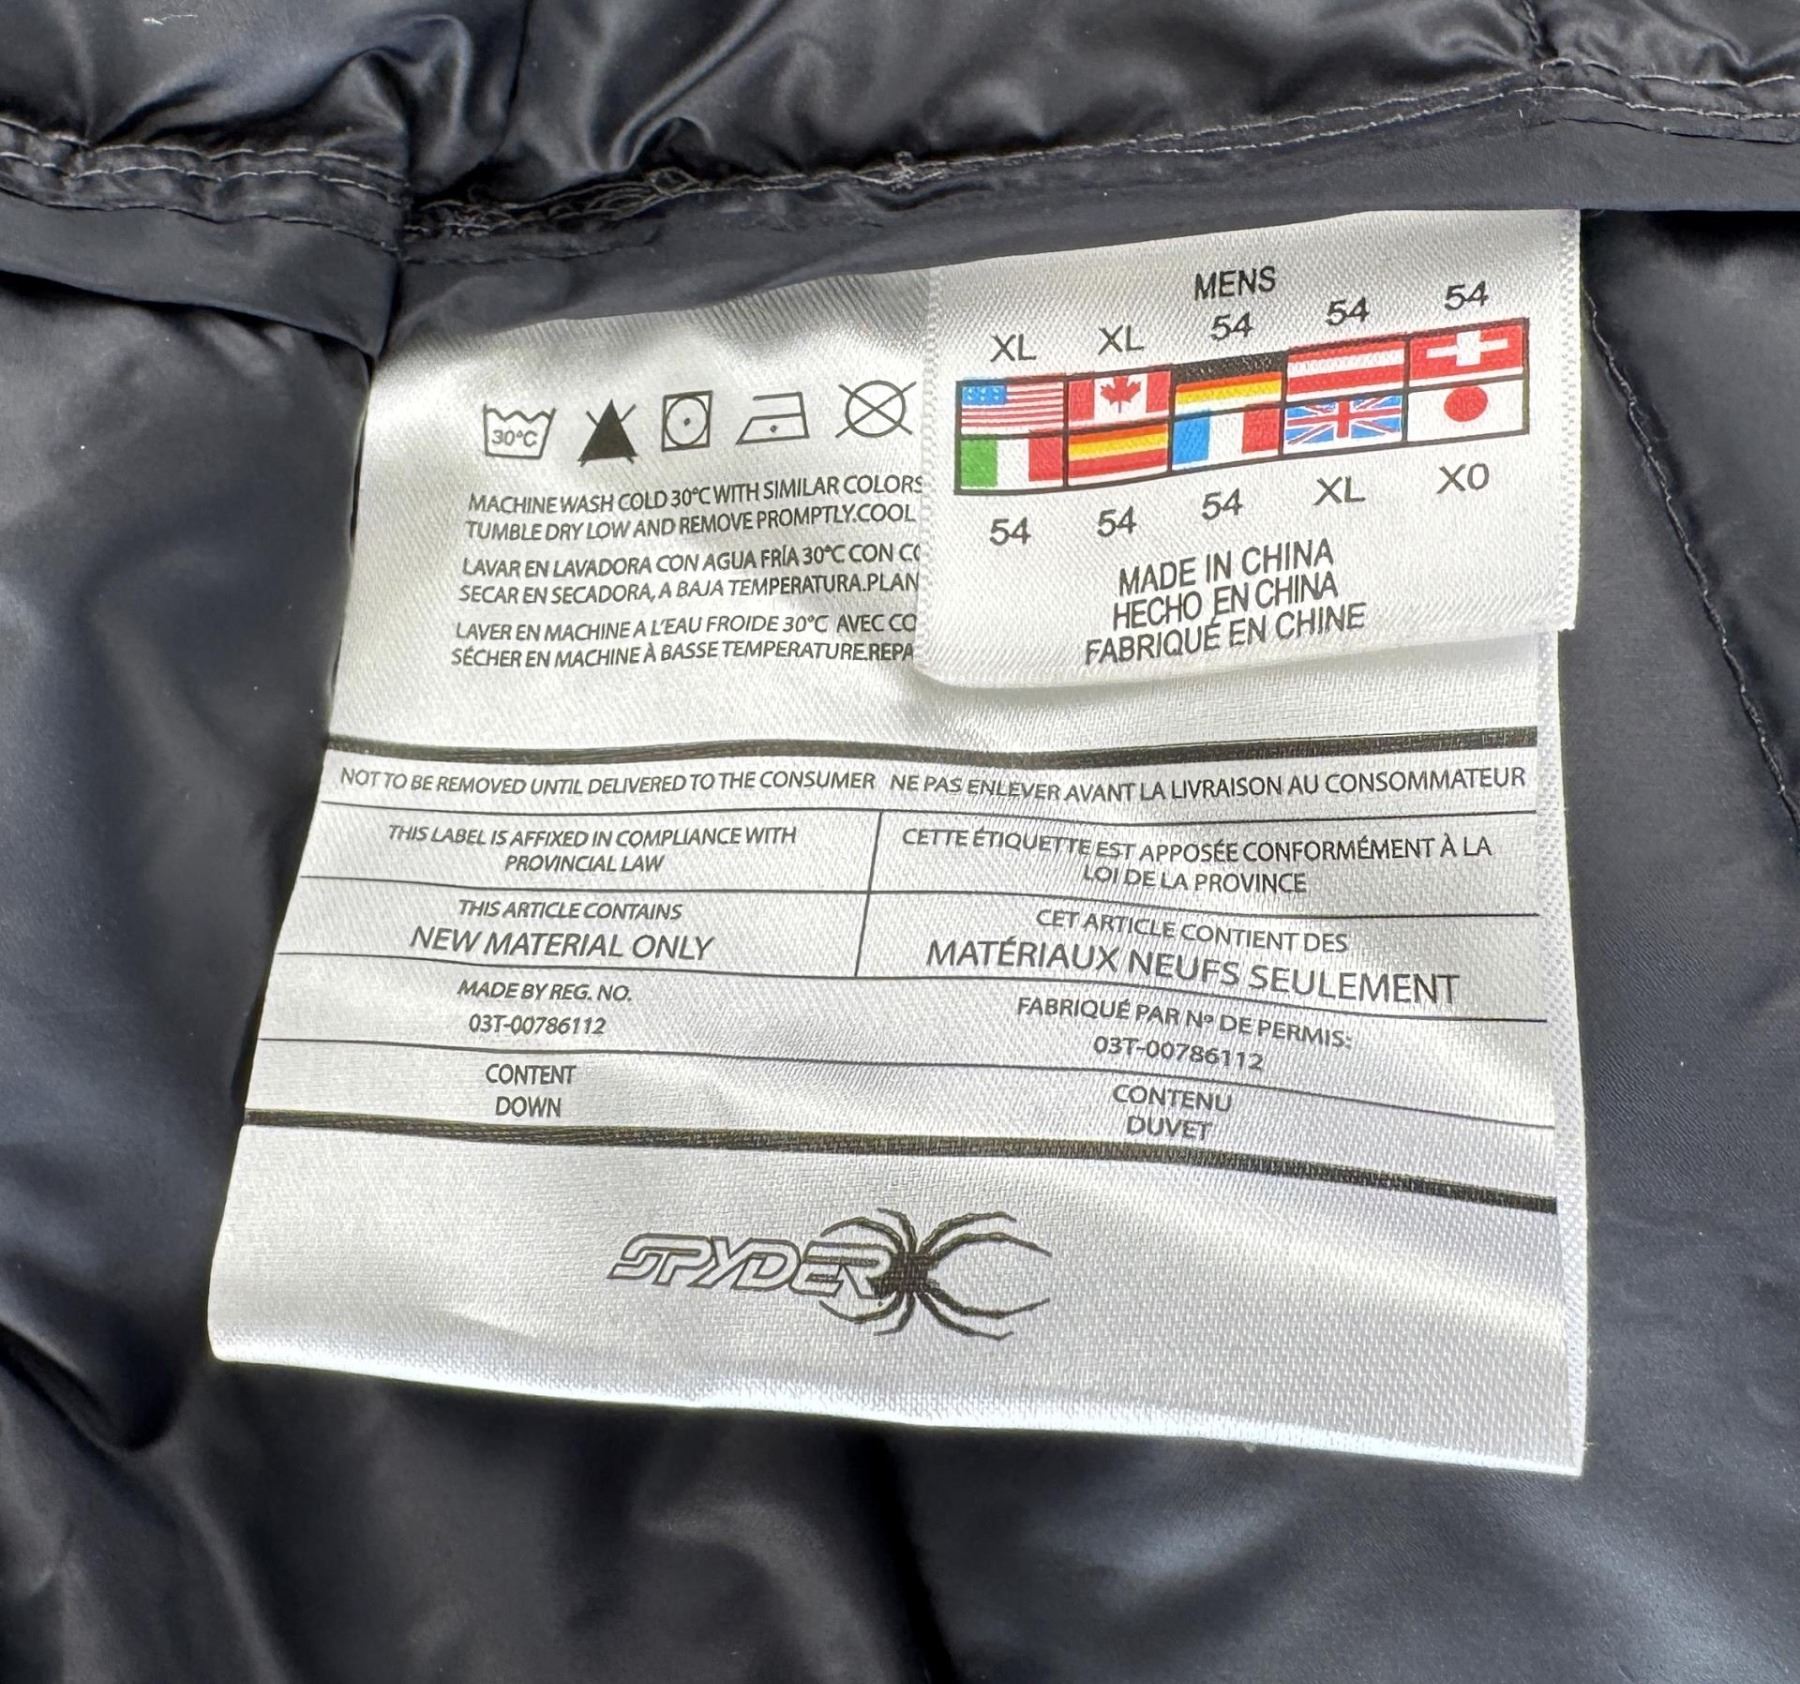 MENS
XL XL 54 54 54
54 54 54 XL XO
MADE IN CHINA
HECHO EN CHINA
FABRIQUÉ EN CHINE
30°C
MACHINE WASH COLD 30°C WITH SIMILAR COLORS
TUMBLE DRY LOW AND REMOVE PROMPTLY.COOL
LAVAR EN LAVADORA CON AGUA FRÍA 30°C CON
SECAR EN SECADORA, A BAJA TEMPERATURA.PLAN
LAVER EN MACHINE A L'EAU FROIDE 30°C AVEC CO
SÉCHER EN MACHINE À BASSE TEMPERATURE.REPA
NOT TO BE REMOVED UNTIL DELIVERED TO THE CONSUMER NE PAS ENLEVER AVANT LA LIVRAISON AU CONSOMMATEUR
THIS LABEL IS AFFIXED IN COMPLIANCE WITH
PROVINCIAL LAW
CETTE ÉTIQUETTE EST APPOSÉE CONFORMÉMENT À LA
LOI DE LA PROVINCE
THIS ARTICLE CONTAINS
NEW MATERIAL ONLY
CET ARTICLE CONTIENT DES
MATÉRIAUX NEUFS SEULEMENT
MADE BY REG. NO.
03T-00786112
FABRIQUÉ PAR Nº DE PERMIS:
03T-00786112
CONTENT
DOWN
CONTENU
DUVET
SPYDER